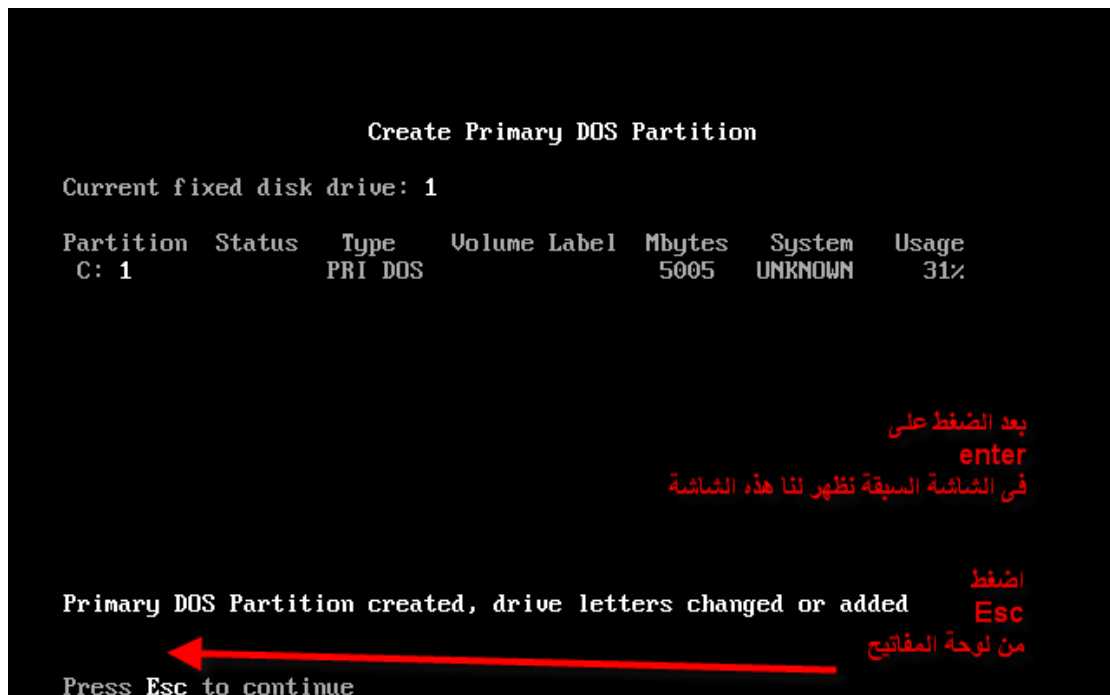 Create Primary DOS Partition
Current fixed disk drive: 1
Partition Status Type Volume Label Mbytes System Usage
C: 1 PRI DOS 5005 UNKNOWN 31%
بعد الضغط على
enter
فى الشاشة السبقة نظهر لنا هذه الشاشة
اضغط
Primary DOS Partition created, drive letters changed or added
Esc
من لوحة المفاتيح
Press Esc to continue